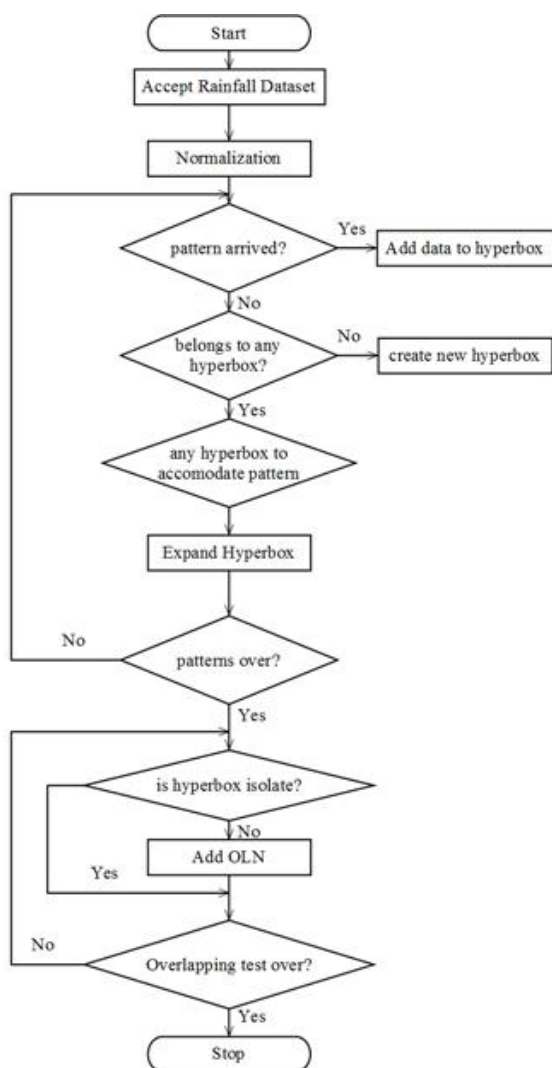 Start
Accept Rainfall Dataset
Normalization
pattern arrived?
Yes
Add data to hyperbox
No
belongs to any
hyperbox?
No
create new hyperbox
Yes
any hyperbox to
accomodate pattern
Expand Hyperbox
No
patterns over?
Yes
is hyperbox isolate?
No
Add OLN
Yes
No
Overlapping test over?
Yes
Stop